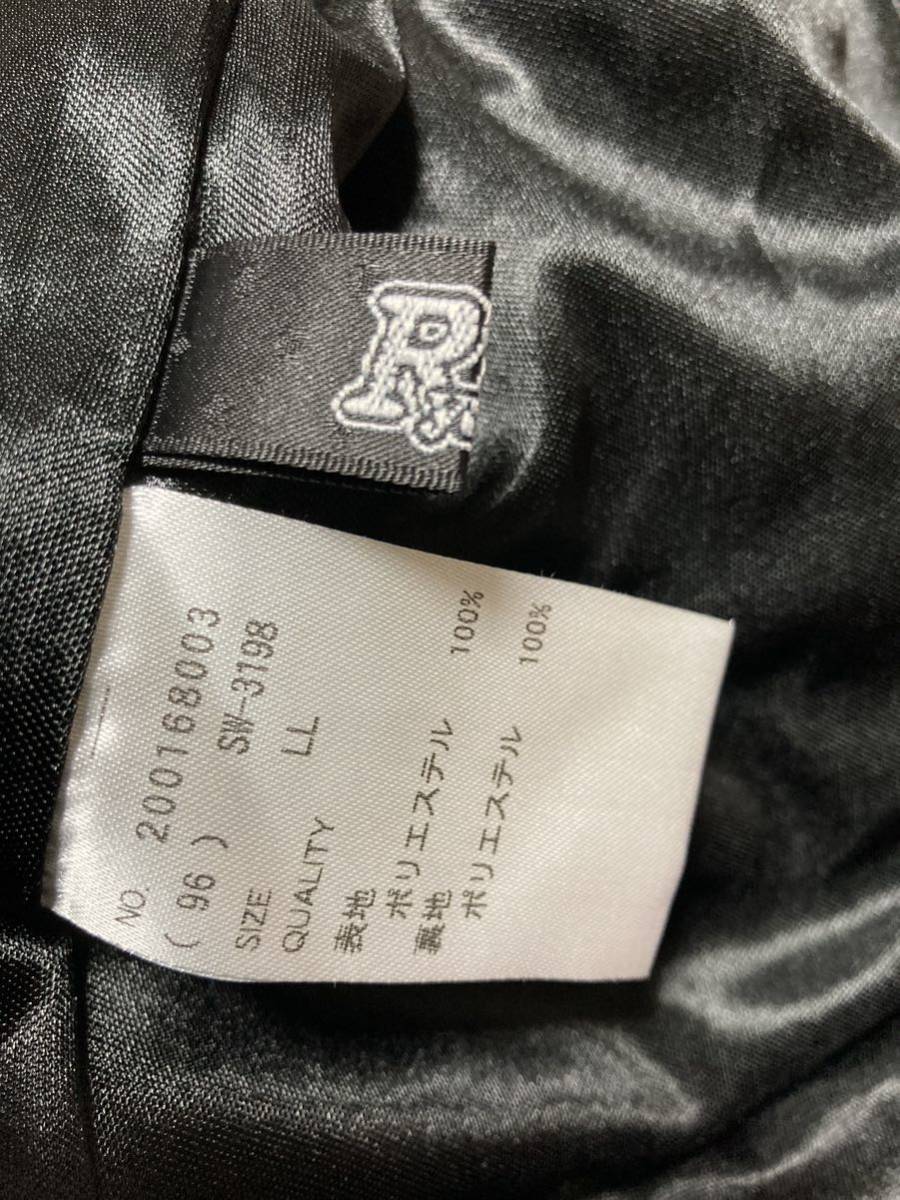 R
NO. 200168003
( 96 ) SW-3198
SIZE LL
QUALITY
表地
ポリエステル 100%
裏地
ポリエステル 100%